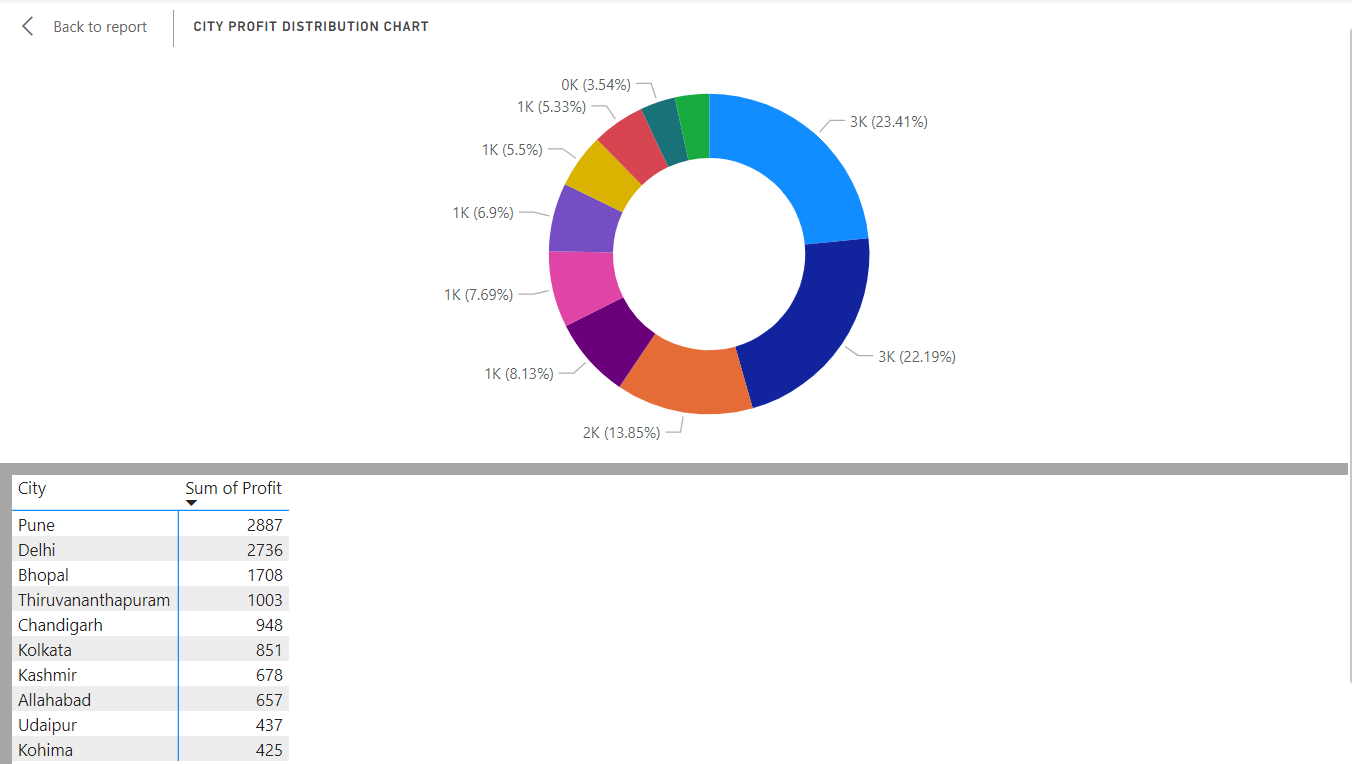 Back to report
CITY PROFIT DISTRIBUTION CHART
0K (3.54%)
1K (5.33%)
3K (23.41%)
1K (5.5%)
1K (6.9%)
1K (7.69%)
3K (22.19%)
1K (8.13%)
2K (13.85%)
City Sum of Profit
Pune 2887
Delhi 2736
Bhopal 1708
Thiruvananthapuram 1003
Chandigarh 948
Kolkata 851
Kashmir 678
Allahabad 657
Udaipur 437
Kohima 425